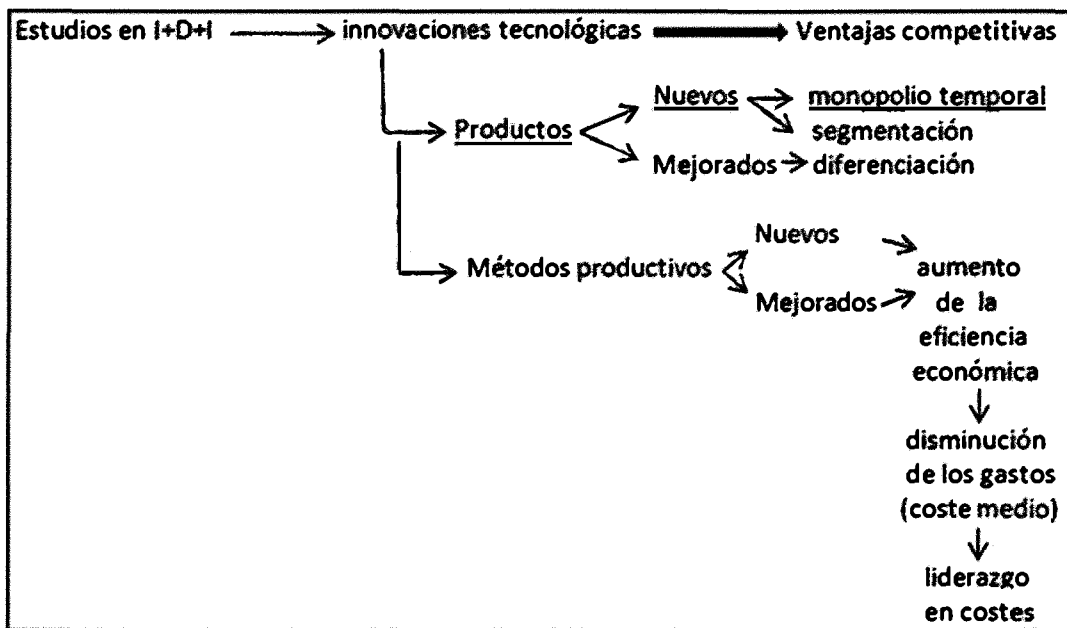 Estudios en I+D+I innovaciones tecnológicas Ventajas competitivas
Nuevos monopolio temporal
Productos segmentación
Mejorados diferenciación
Nuevos
Métodos productivos aumento
Mejorados de la
eficiencia
económica
disminución
de los gastos
(coste medio)
liderazgo
en costes